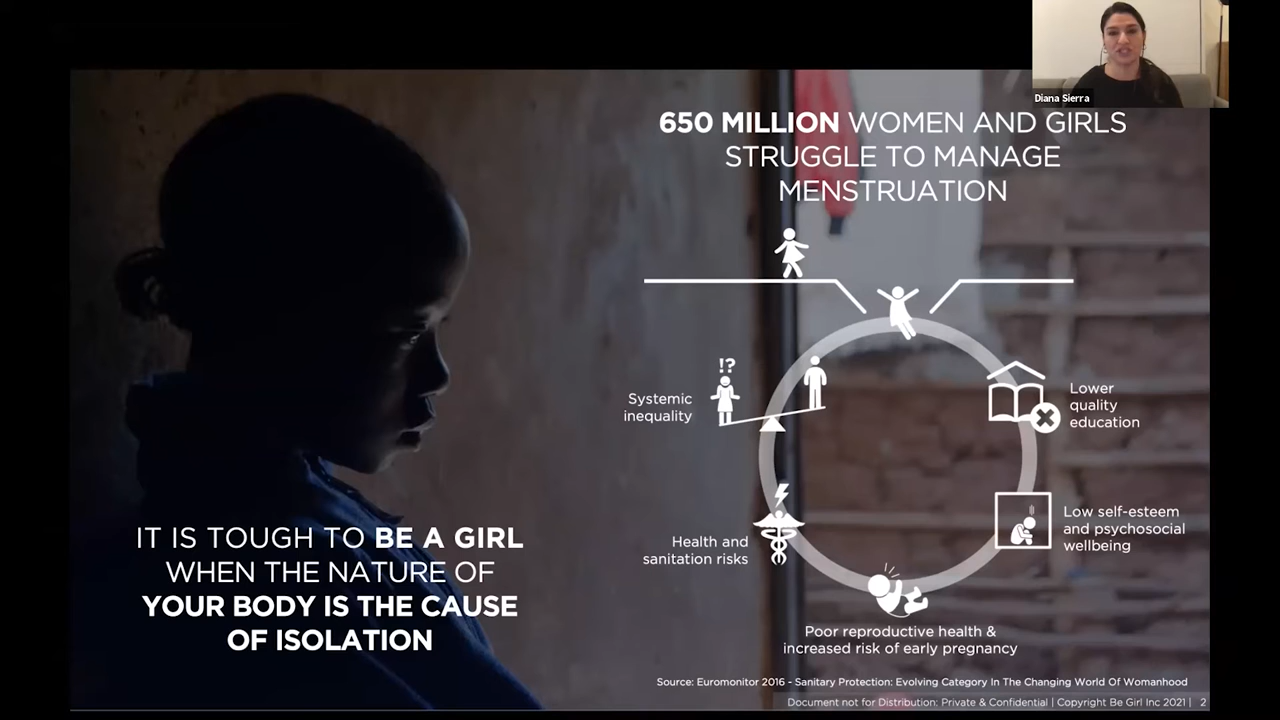 Diana Sierra
650 MILLION WOMEN AND GIRLS
STRUGGLE TO MANAGE
MENSTRUATION
!?
Systemic
inequality
Lower
quality
education
Health and
sanitation risks
Low self-esteem
and psychosocial
wellbeing
Poor reproductive health &
increased risk of early pregnancy
IT IS TOUGH TO BE A GIRL
WHEN THE NATURE OF
YOUR BODY IS THE CAUSE
OF ISOLATION
Source: Euromonitor 2016 - Sanitary Protection: Evolving Category In The Changing World Of Womanhood
Document not for Distribution: Private & Confidential | Copyright Be Girl Inc 2021 | 2